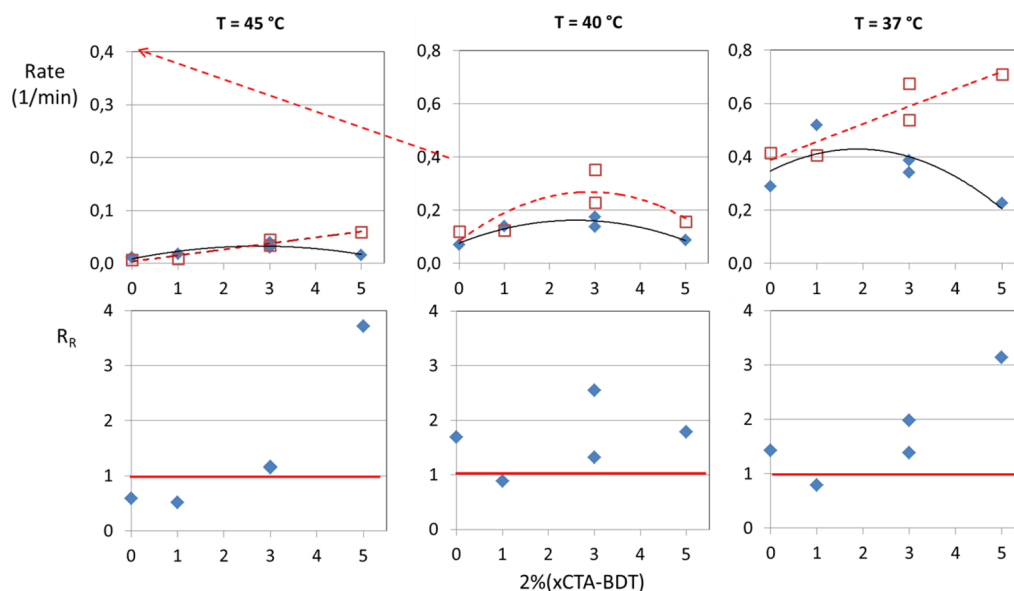 T = 45 °C
T = 40 °C
T = 37 °C
Rate
(1/min)
0,4
0,3
0,2
0,1
0,0
0 1 2 3 4 5
0,8
0,6
0,4
0,2
0,0
0 1 2 3 4 5
0,8
0,6
0,4
0,2
0,0
0 1 2 3 4 5
RR
4
3
2
1
0
0 1 2 3 4 5
4
3
2
1
0
0 1 2 3 4 5
4
3
2
1
0
0 1 2 3 4 5
2%(xCTA-BDT)